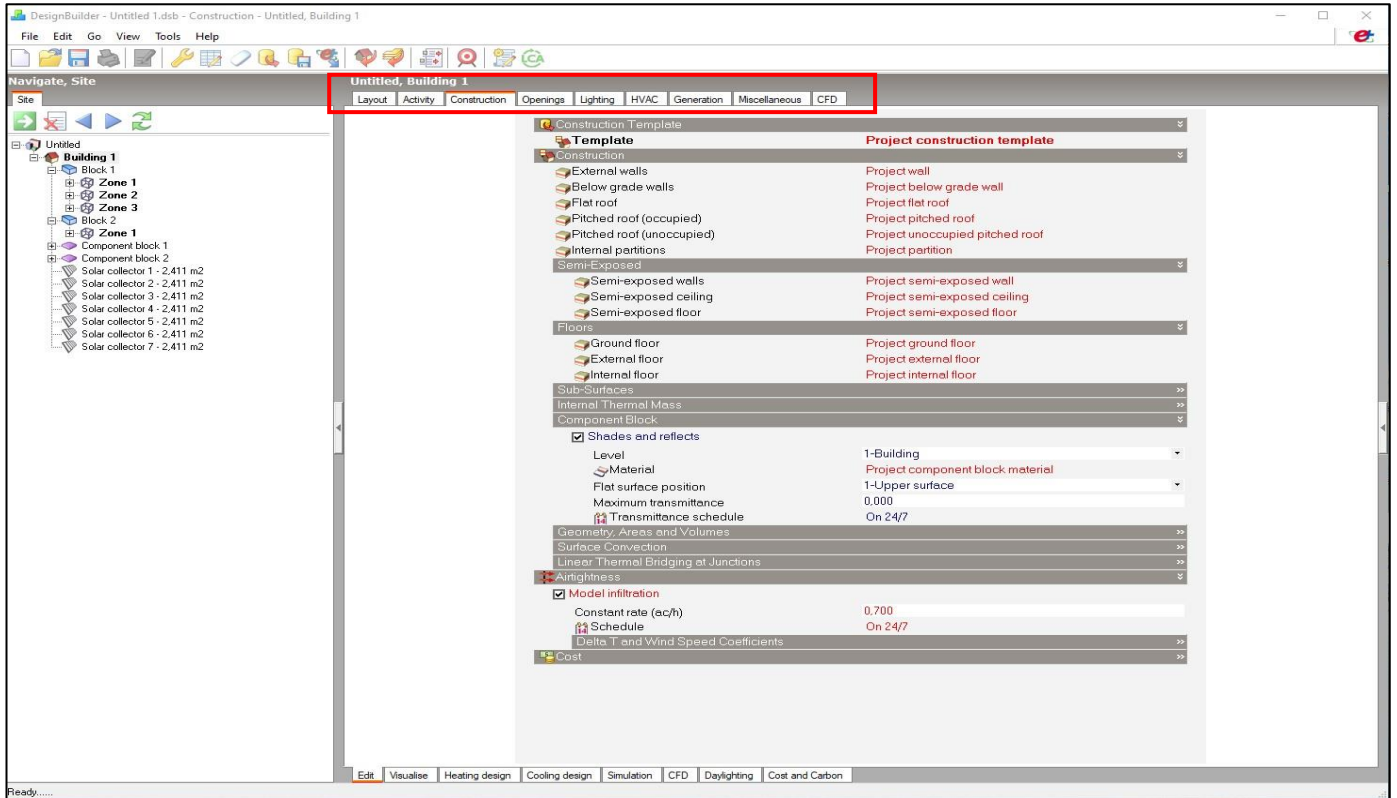 DesignBuilder - Untitled 1.dsb - Construction - Untitled, Building 1
File Edit Go View Tools Help
Navigate, Site
Site
Untitled
Building 1
Block 1
Zone 1
Zone 2
Zone 3
Block 2
Zone 1
Component block 1
Component block 2
Solar collector 1 - 2,411 m2
Solar collector 2 - 2,411 m2
Solar collector 3 - 2,411 m2
Solar collector 4 - 2,411 m2
Solar collector 5 - 2,411 m2
Solar collector 6 - 2,411 m2
Solar collector 7 - 2,411 m2
Untitled, Building 1
Layout Activity Construction Openings Lighting HVAC Generation Miscellaneous CFD
Construction Template
Template Project construction template
Construction
External walls Project wall
Below grade walls Project below grade wall
Flat roof Project flat roof
Pitched roof (occupied) Project pitched roof
Pitched roof (unoccupied) Project unoccupied pitched roof
Internal partitions Project partition
Semi-Exposed
Semi-exposed walls Project semi-exposed wall
Semi-exposed ceiling Project semi-exposed ceiling
Semi-exposed floor Project semi-exposed floor
Floors
Ground floor Project ground floor
External floor Project external floor
Internal floor Project internal floor
Sub-Surfaces
Internal Thermal Mass
Component Block
Shades and reflects
Level 1-Building
Material Project component block material
Flat surface position 1-Upper surface
Maximum transmittance 0,000
Transmittance schedule On 24/7
Geometry, Areas and Volumes
Surface Convection
Linear Thermal Bridging at Junctions
Airtightness
Model infiltration
Constant rate (ac/h) 0,700
Schedule On 24/7
Delta T and Wind Speed Coefficients
Cost
Edit Visualise Heating design Cooling design Simulation CFD Daylighting Cost and Carbon
Ready......